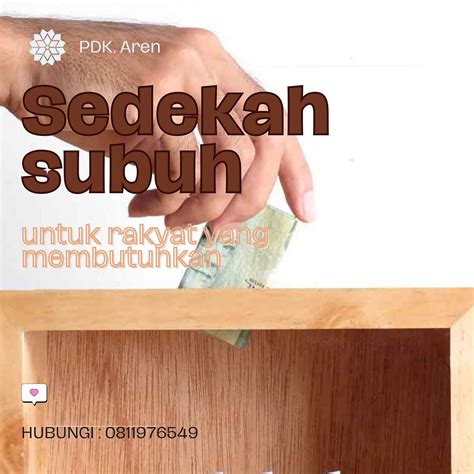 PDK. Aren
Sedekah
subuh
untuk rakyat yang
membutuhkan
HUBUNGI : 0811976549